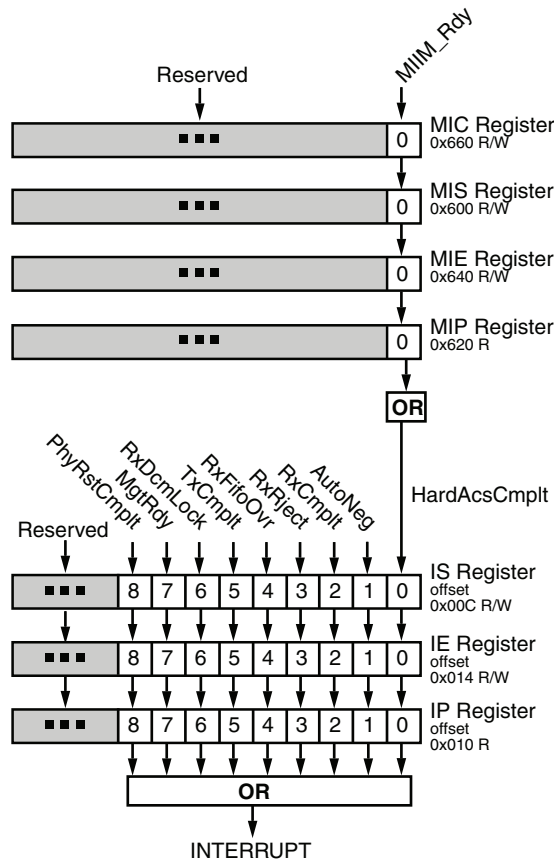 Reserved
MIIM_Rdy
0
MIC Register
0x660 R/W
0
MIS Register
0x600 R/W
0
MIE Register
0x640 R/W
0
MIP Register
0x620 R
OR
HardAcsCmplt
Reserved
PhyRstCmplt
MgtRdy
RxDcmLock
TxCmplt
RxFifoOvr
RxRject
RxCmplt
AutoNeg
8 7 6 5 4 3 2 1 0
IS Register
offset
0x00C R/W
8 7 6 5 4 3 2 1 0
IE Register
offset
0x014 R/W
8 7 6 5 4 3 2 1 0
IP Register
offset
0x010 R
OR
INTERRUPT